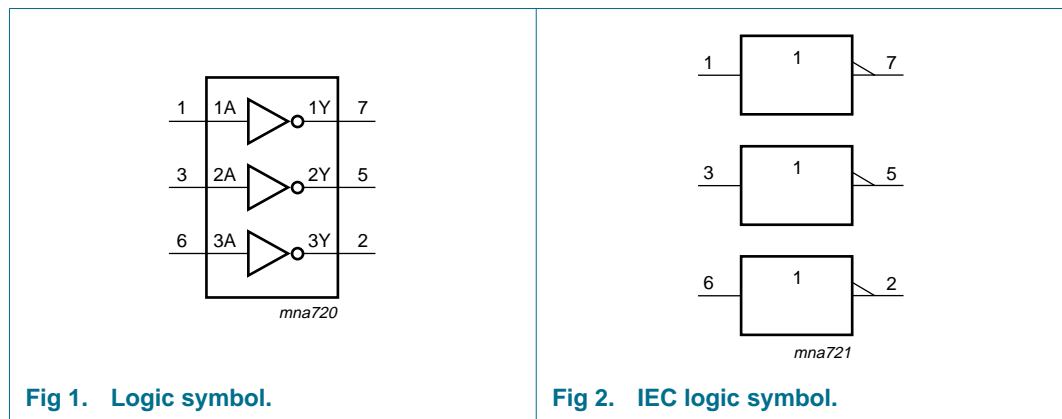 1 1A 1Y 7
3 2A 2Y 5
6 3A 3Y 2
mna720
Fig 1. Logic symbol.
1 1 7
3 1 5
6 1 2
mna721
Fig 2. IEC logic symbol.